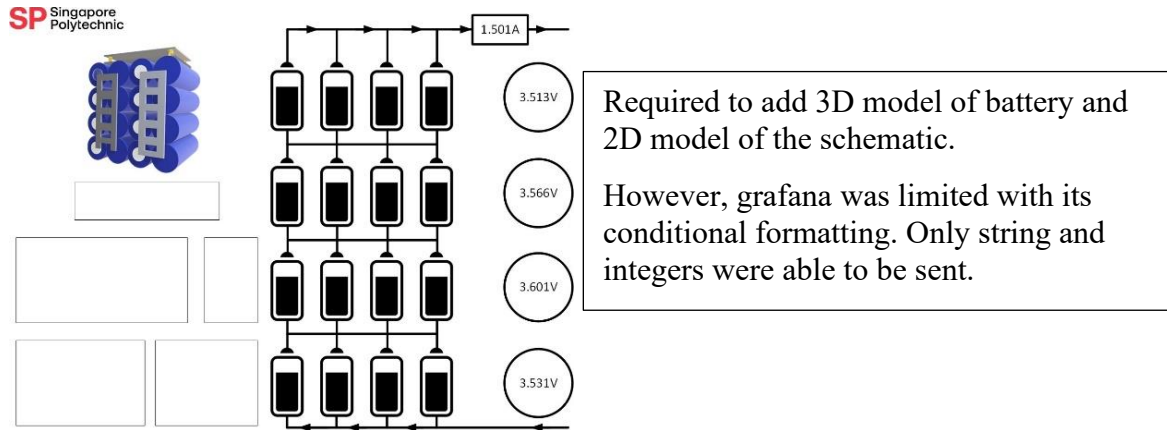 SP Singapore
Polytechnic
1.501A
3.513V
3.566V
3.601V
3.531V
Required to add 3D model of battery and
2D model of the schematic.
However, grafana was limited with its
conditional formatting. Only string and
integers were able to be sent.